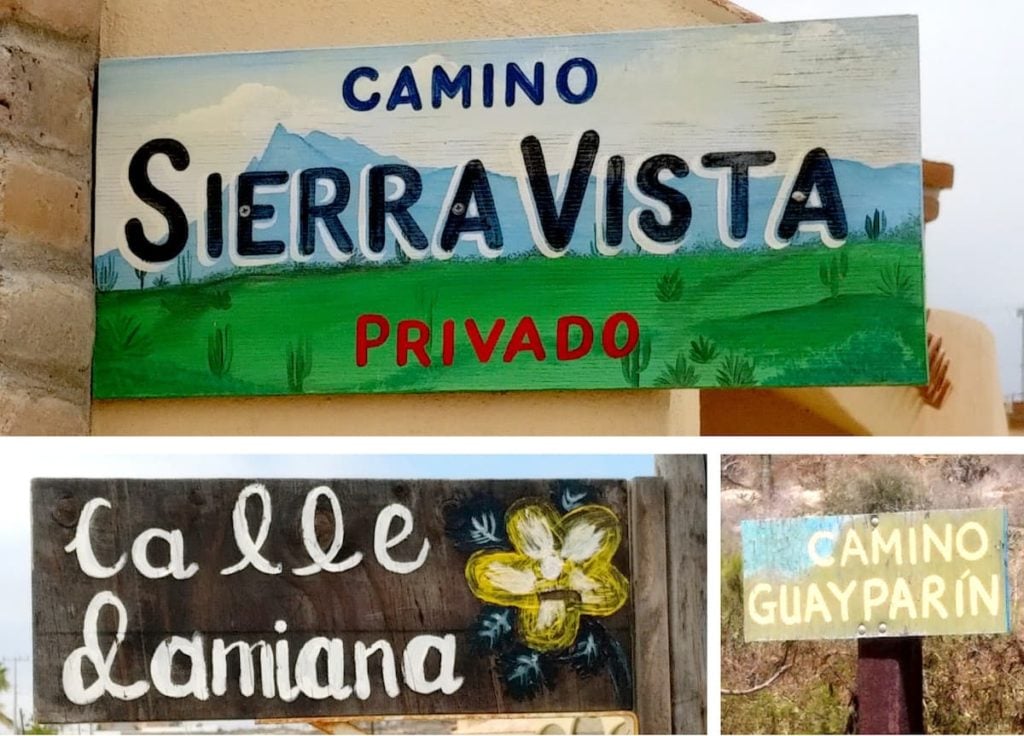 CAMINO
SIERRA VISTA
PRIVADO
Calle
Damiana
CAMINO
GUAYPARÍN